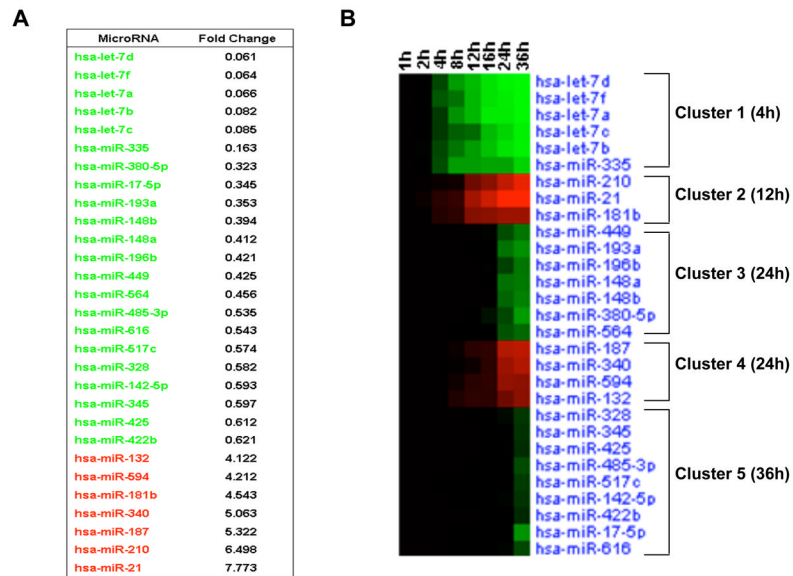 A
MicroRNA Fold Change
hsa-let-7d 0.061
hsa-let-7f 0.064
hsa-let-7a 0.066
hsa-let-7b 0.082
hsa-let-7c 0.085
hsa-miR-335 0.163
hsa-miR-380-5p 0.323
hsa-miR-17-5p 0.345
hsa-miR-193a 0.353
hsa-miR-148b 0.394
hsa-miR-148a 0.412
hsa-miR-196b 0.421
hsa-miR-449 0.425
hsa-miR-564 0.456
hsa-miR-485-3p 0.535
hsa-miR-616 0.543
hsa-miR-517c 0.574
hsa-miR-328 0.582
hsa-miR-142-5p 0.593
hsa-miR-345 0.597
hsa-miR-425 0.612
hsa-miR-422b 0.621
hsa-miR-132 4.122
hsa-miR-594 4.212
hsa-miR-181b 4.543
hsa-miR-340 5.063
hsa-miR-187 5.322
hsa-miR-210 6.498
hsa-miR-21 7.773
B
1h 2h 4h 8h 12h 16h 24h 36h
hsa-let-7d
hsa-let-7f
hsa-let-7a
hsa-let-7c
hsa-let-7b
hsa-miR-335
Cluster 1 (4h)
hsa-miR-210
hsa-miR-21
hsa-miR-181b
Cluster 2 (12h)
hsa-miR-449
hsa-miR-193a
hsa-miR-196b
hsa-miR-148a
hsa-miR-148b
hsa-miR-380-5p
hsa-miR-564
Cluster 3 (24h)
hsa-miR-187
hsa-miR-340
hsa-miR-594
hsa-miR-132
Cluster 4 (24h)
hsa-miR-328
hsa-miR-345
hsa-miR-425
hsa-miR-485-3p
hsa-miR-517c
hsa-miR-142-5p
hsa-miR-422b
hsa-miR-17-5p
hsa-miR-616
Cluster 5 (36h)